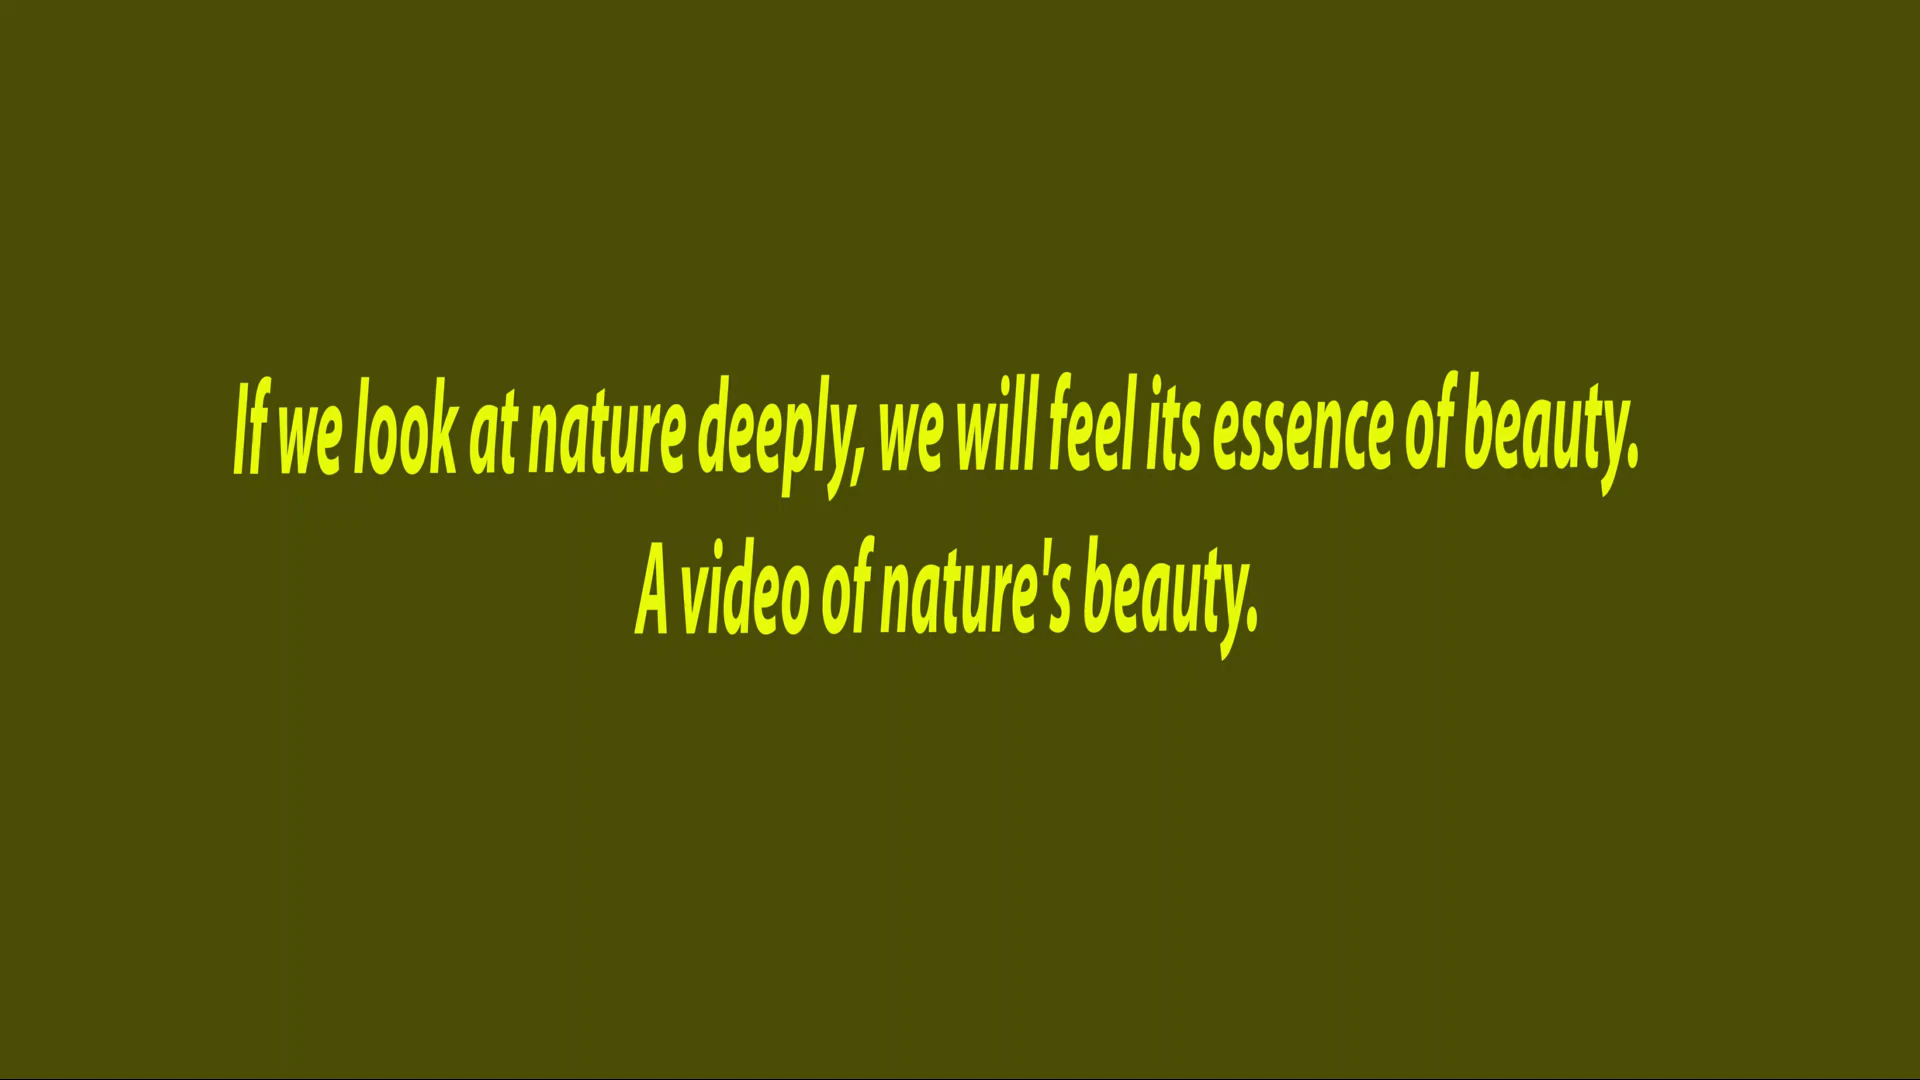 If we look at nature deeply, we will feel its essence of beauty.
A video of nature's beauty.